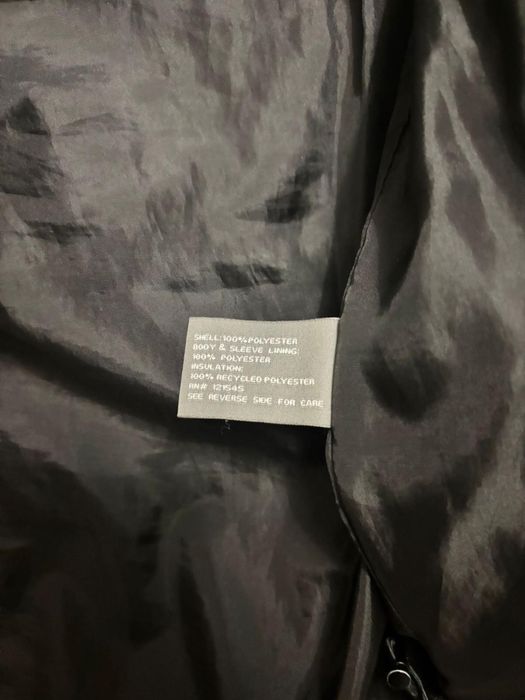 SHELL: 100% POLYESTER
BODY & SLEEVE LINING:
100% POLYESTER
INSULATION:
100% RECYCLED POLYESTER
RN# 121545
SEE REVERSE SIDE FOR CARE